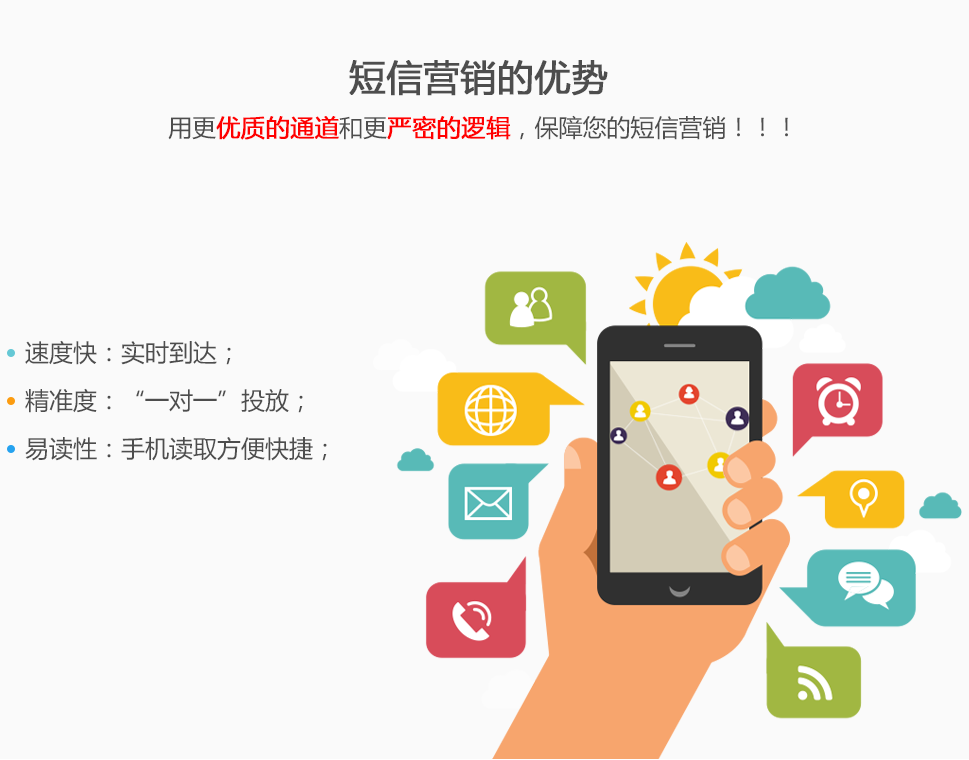 短信营销的优势
用更优质的通道和更严密的逻辑，保障您的短信营销！！！
• 速度快：实时到达；
• 精准度：“一对一”投放；
• 易读性：手机读取方便快捷；